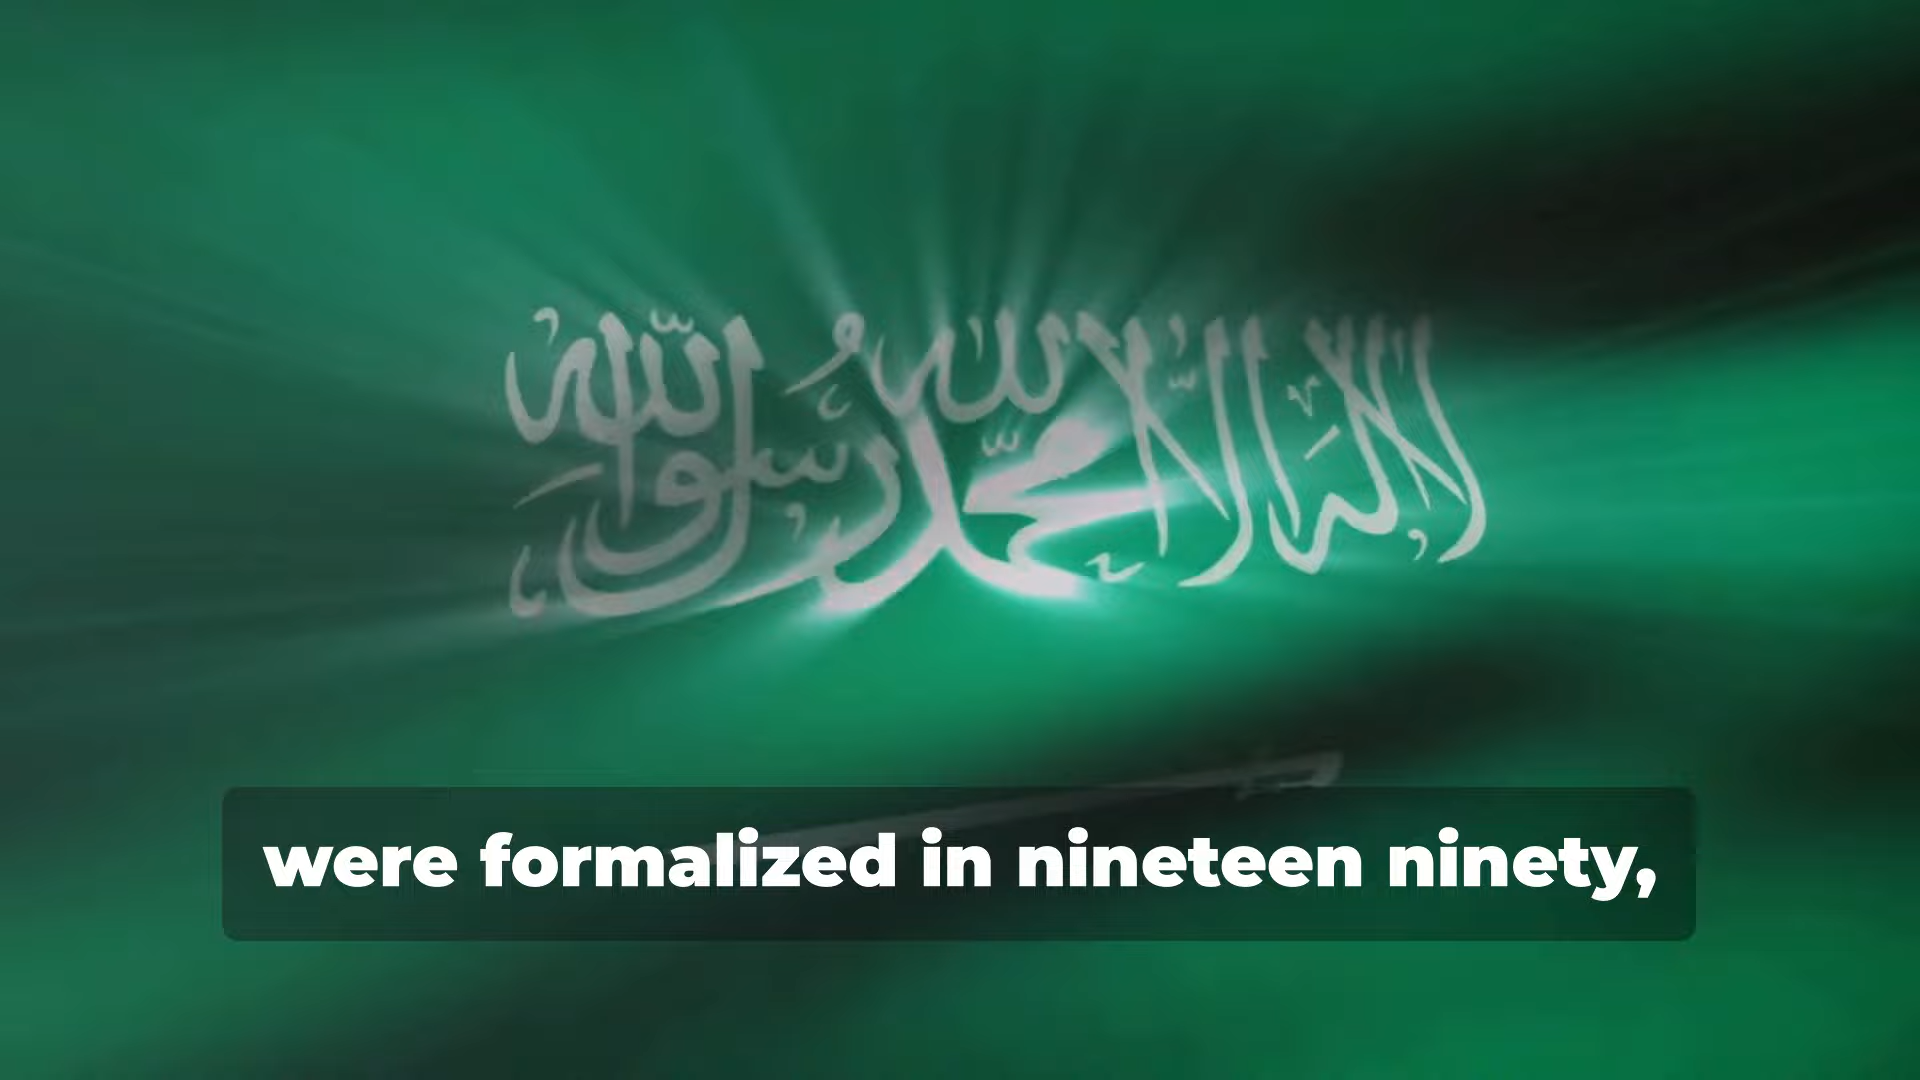 لا إله إلا الله محمد رسول الله
were formalized in nineteen ninety,